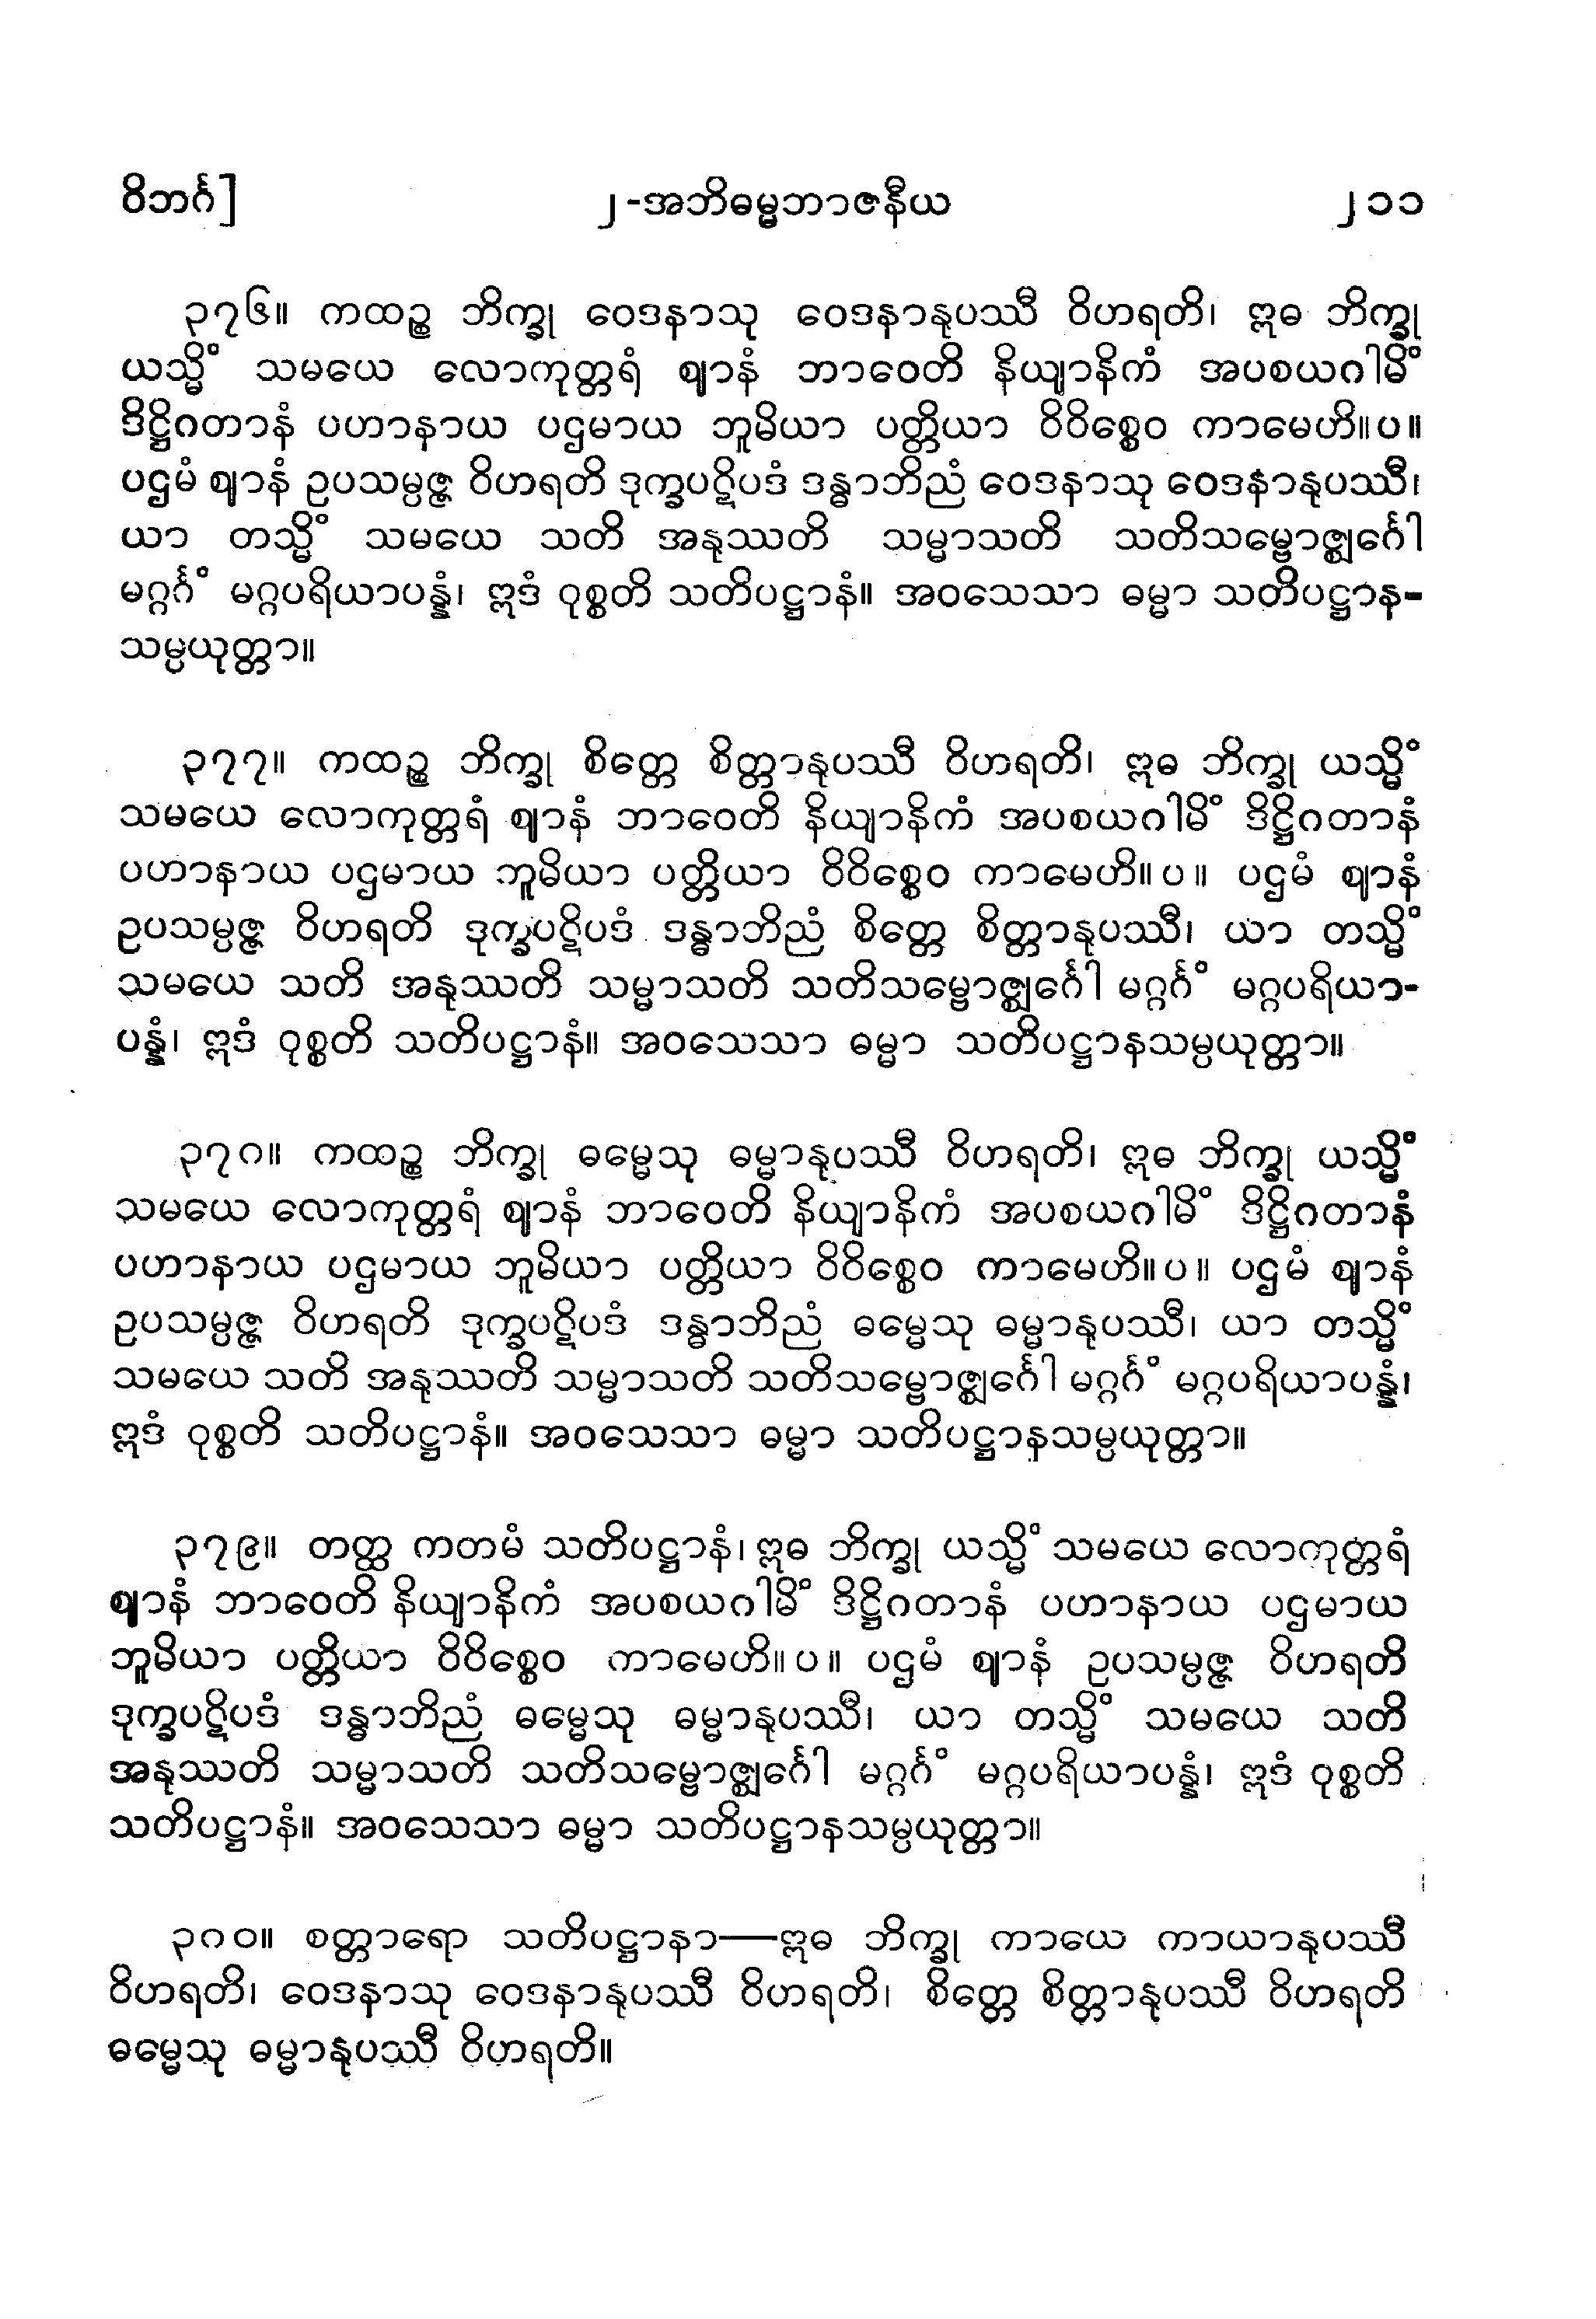 ဝိဘင်္ဂ] ၂-အဘိဓမ္မဘာဇနီယ ၂၁၁
၃၇၆။ ကထဉ္စ ဘိက္ခု ဝေဒနာသု ဝေဒနာနုပဿီ ဝိဟရတိ၊ ဣဓ ဘိက္ခု
ယသ္မိံ သမယေ လောကုတ္တရံ ဈာနံ ဘာဝေတိ နိယျာနိကံ အပစယဂါမိံ
ဒိဋ္ဌိဂတာနံ ပဟာနာယ ပဌမာယ ဘူမိယာ ပတ္တိယာ ဝိဝိစ္စေဝ ကာမေဟိ။ပ။
ပဌမံ ဈာနံ ဥပသမ္ပဇ္ဇ ဝိဟရတိ ဒုက္ခပဋိပဒံ ဒန္ဓာဘိညံ ဝေဒနာသု ဝေဒနာနုပဿီ၊
ယာ တသ္မိံ သမယေ သတိ အနုဿတိ သမ္မာသတိ သတိသမ္ဗောဇ္ဈင်္ဂေါ
မဂ္ဂင်္ဂံ မဂ္ဂပရိယာပန္နံ၊ ဣဒံ ဝုစ္စတိ သတိပဋ္ဌာနံ။ အဝသေသာ ဓမ္မာ သတိပဋ္ဌာန-
သမ္ပယုတ္တာ။
၃၇၇။ ကထဉ္စ ဘိက္ခု စိတ္တေ စိတ္တာနုပဿီ ဝိဟရတိ၊ ဣဓ ဘိက္ခု ယသ္မိံ
သမယေ လောကုတ္တရံ ဈာနံ ဘာဝေတိ နိယျာနိကံ အပစယဂါမိံ ဒိဋ္ဌိဂတာနံ
ပဟာနာယ ပဌမာယ ဘူမိယာ ပတ္တိယာ ဝိဝိစ္စေဝ ကာမေဟိ။ပ။ ပဌမံ ဈာနံ
ဥပသမ္ပဇ္ဇ ဝိဟရတိ ဒုက္ခပဋိပဒံ ဒန္ဓာဘိညံ စိတ္တေ စိတ္တာနုပဿီ၊ ယာ တသ္မိံ
သမယေ သတိ အနုဿတိ သမ္မာသတိ သတိသမ္ဗောဇ္ဈင်္ဂေါ မဂ္ဂင်္ဂံ မဂ္ဂပရိယာ-
ပန္နံ၊ ဣဒံ ဝုစ္စတိ သတိပဋ္ဌာနံ။ အဝသေသာ ဓမ္မာ သတိပဋ္ဌာနသမ္ပယုတ္တာ။
၃၇၈။ ကထဉ္စ ဘိက္ခု ဓမ္မေသု ဓမ္မာနုပဿီ ဝိဟရတိ၊ ဣဓ ဘိက္ခု ယသ္မိံ
သမယေ လောကုတ္တရံ ဈာနံ ဘာဝေတိ နိယျာနိကံ အပစယဂါမိံ ဒိဋ္ဌိဂတာနံ
ပဟာနာယ ပဌမာယ ဘူမိယာ ပတ္တိယာ ဝိဝိစ္စေဝ ကာမေဟိ။ပ။ ပဌမံ ဈာနံ
ဥပသမ္ပဇ္ဇ ဝိဟရတိ ဒုက္ခပဋိပဒံ ဒန္ဓာဘိညံ ဓမ္မေသု ဓမ္မာနုပဿီ၊ ယာ တသ္မိံ
သမယေ သတိ အနုဿတိ သမ္မာသတိ သတိသမ္ဗောဇ္ဈင်္ဂေါ မဂ္ဂင်္ဂံ မဂ္ဂပရိယာပန္နံ၊
ဣဒံ ဝုစ္စတိ သတိပဋ္ဌာနံ။ အဝသေသာ ဓမ္မာ သတိပဋ္ဌာနသမ္ပယုတ္တာ။
၃၇၉။ တတ္ထ ကတမံ သတိပဋ္ဌာနံ၊ ဣဓ ဘိက္ခု ယသ္မိံ သမယေ လောကုတ္တရံ
ဈာနံ ဘာဝေတိ နိယျာနိကံ အပစယဂါမိံ ဒိဋ္ဌိဂတာနံ ပဟာနာယ ပဌမာယ
ဘူမိယာ ပတ္တိယာ ဝိဝိစ္စေဝ ကာမေဟိ။ပ။ ပဌမံ ဈာနံ ဥပသမ္ပဇ္ဇ ဝိဟရတိ
ဒုက္ခပဋိပဒံ ဒန္ဓာဘိညံ ဓမ္မေသု ဓမ္မာနုပဿီ၊ ယာ တသ္မိံ သမယေ သတိ
အနုဿတိ သမ္မာသတိ သတိသမ္ဗောဇ္ဈင်္ဂေါ မဂ္ဂင်္ဂံ မဂ္ဂပရိယာပန္နံ၊ ဣဒံ ဝုစ္စတိ
သတိပဋ္ဌာနံ။ အဝသေသာ ဓမ္မာ သတိပဋ္ဌာနသမ္ပယုတ္တာ။
၃၈၀။ စတ္တာရော သတိပဋ္ဌာနာ—ဣဓ ဘိက္ခု ကာယေ ကာယာနုပဿီ
ဝိဟရတိ၊ ဝေဒနာသု ဝေဒနာနုပဿီ ဝိဟရတိ၊ စိတ္တေ စိတ္တာနုပဿီ ဝိဟရတိ
ဓမ္မေသု ဓမ္မာနုပဿီ ဝိဟရတိ။